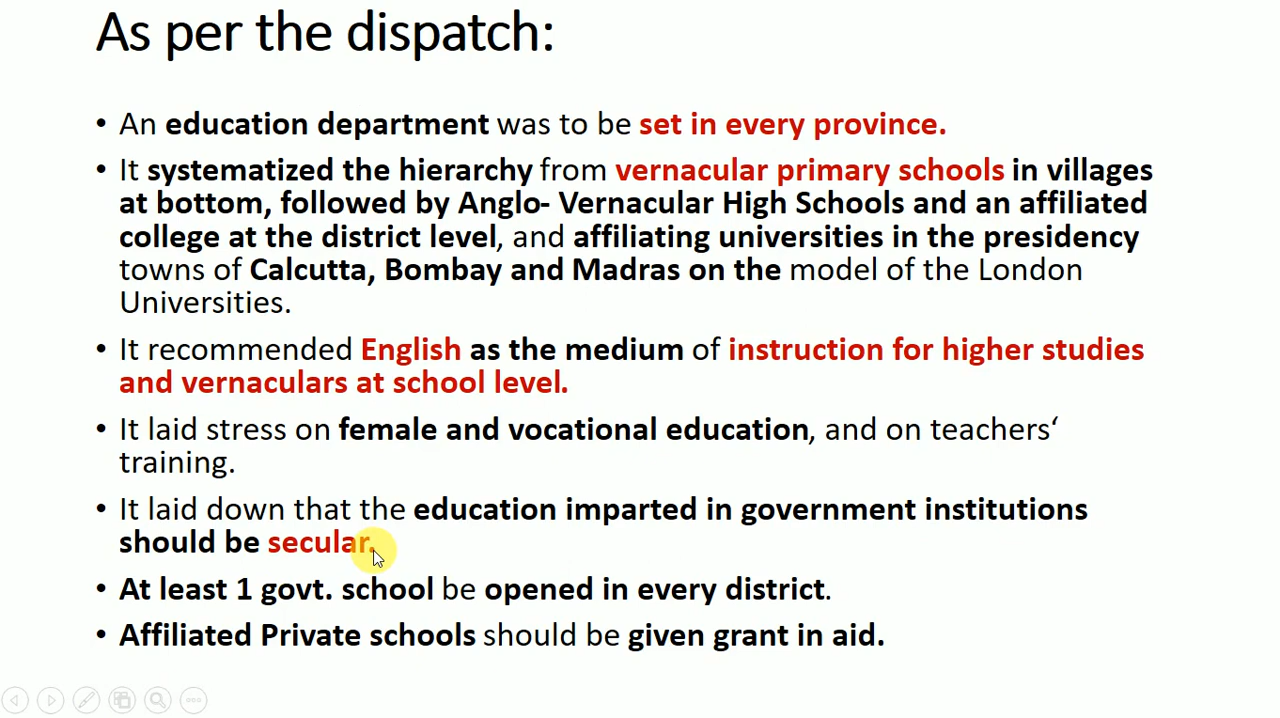 As per the dispatch:
• An education department was to be set in every province.
• It systematized the hierarchy from vernacular primary schools in villages
at bottom, followed by Anglo- Vernacular High Schools and an affiliated
college at the district level, and affiliating universities in the presidency
towns of Calcutta, Bombay and Madras on the model of the London
Universities.
• It recommended English as the medium of instruction for higher studies
and vernaculars at school level.
• It laid stress on female and vocational education, and on teachers‘
training.
• It laid down that the education imparted in government institutions
should be secular.
• At least 1 govt. school be opened in every district.
• Affiliated Private schools should be given grant in aid.